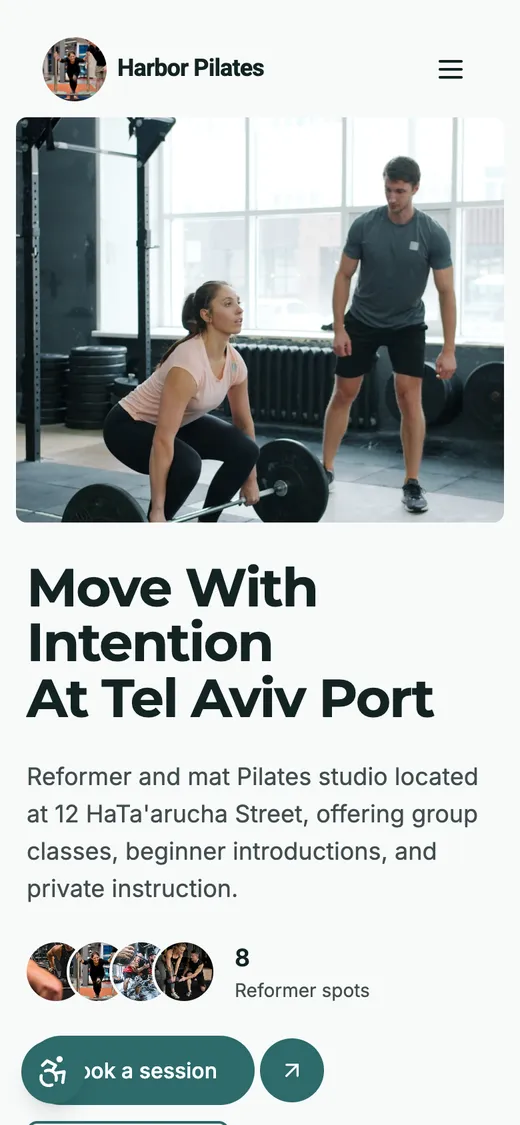 Harbor Pilates
Move With
Intention
At Tel Aviv Port
Reformer and mat Pilates studio located
at 12 HaTa'arucha Street, offering group
classes, beginner introductions, and
private instruction.
8
Reformer spots
ook a session